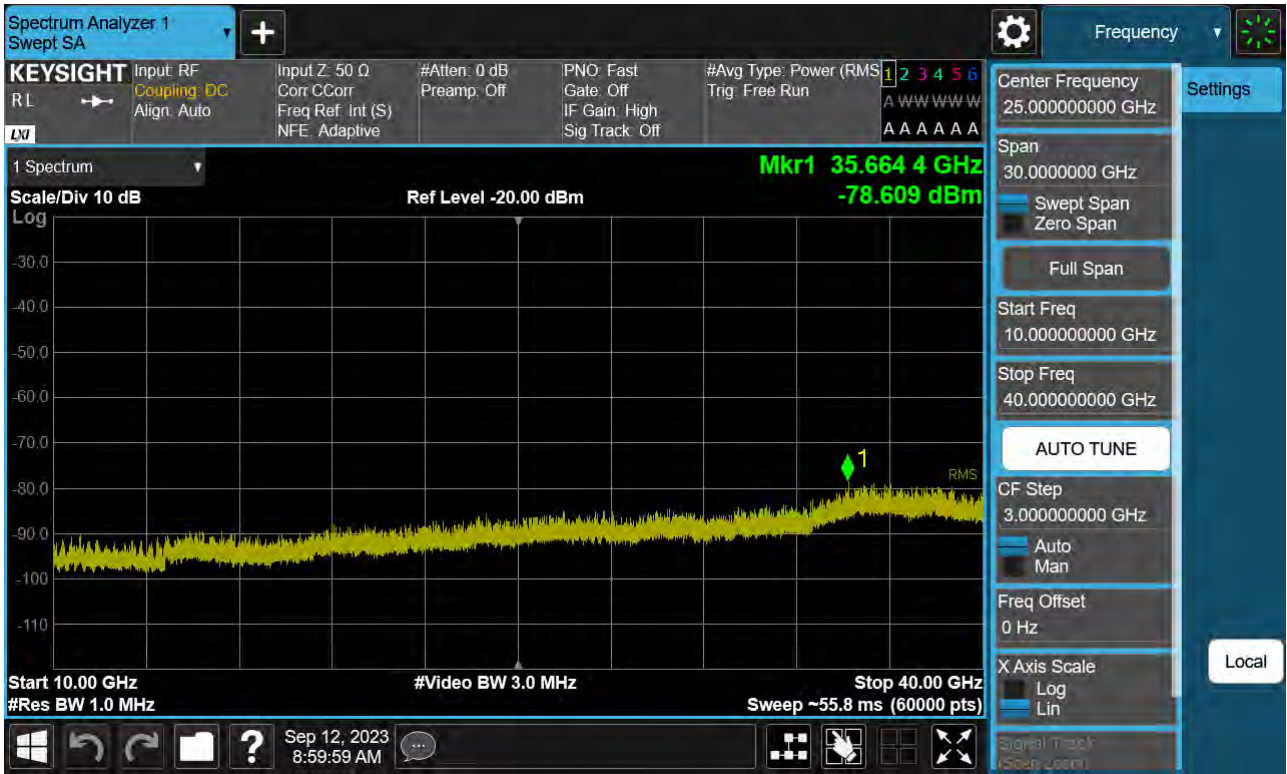 Spectrum Analyzer 1
Swept SA
Frequency
KEYSIGHT
RL
LXI
Input: RF
Coupling: DC
Align: Auto
Input Z: 50 Ω
Corr CCorr
Freq Ref: Int (S)
NFE: Adaptive
#Atten: 0 dB
Preamp: Off
PNO: Fast
Gate: Off
IF Gain: High
Sig Track: Off
#Avg Type: Power (RMS
Trig: Free Run
1 2 3 4 5 6
A W W W W W
A A A A A A
1 Spectrum
Mkr1 35.664 4 GHz
-78.609 dBm
Scale/Div 10 dB
Ref Level -20.00 dBm
Log
-30.0
-40.0
-50.0
-60.0
-70.0
-80.0
-90.0
-100
-110
1
RMS
Start 10.00 GHz
#Video BW 3.0 MHz
Stop 40.00 GHz
#Res BW 1.0 MHz
Sweep ~55.8 ms (60000 pts)
?
Sep 12, 2023
8:59:59 AM
Center Frequency
25.000000000 GHz
Settings
Span
30.0000000 GHz
Swept Span
Zero Span
Full Span
Start Freq
10.000000000 GHz
Stop Freq
40.000000000 GHz
AUTO TUNE
CF Step
3.000000000 GHz
Auto
Man
Freq Offset
0 Hz
X Axis Scale
Log
Lin
Local
Signal Track
(Span Zoom)